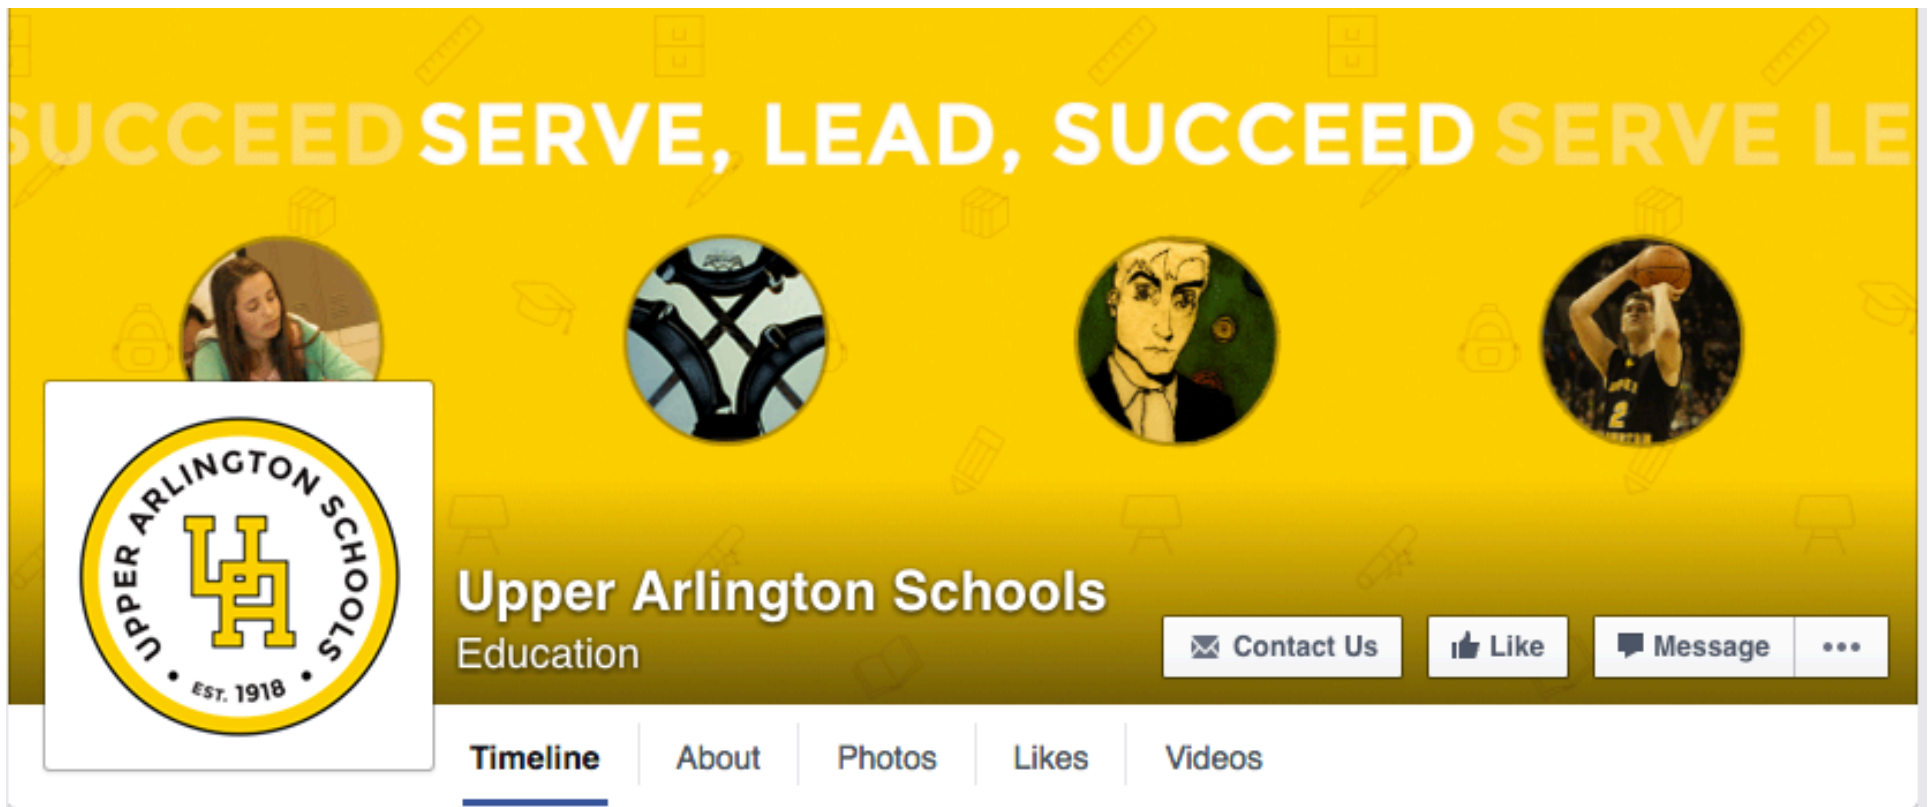 SUCCEED SERVE, LEAD, SUCCEED SERVE LE
2
UPPER ARLINGTON SCHOOLS
UA
EST. 1918
Upper Arlington Schools
Education
Contact Us
Like
Message
Timeline
About
Photos
Likes
Videos